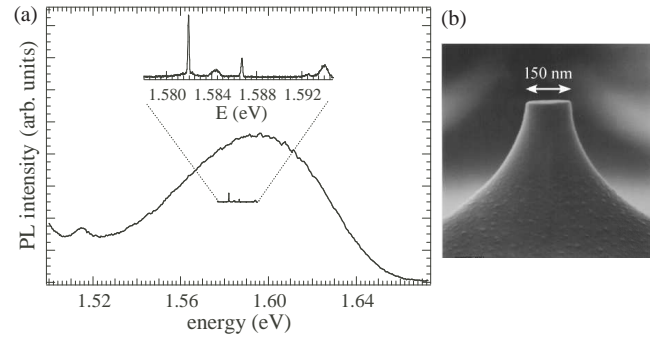 (a)
(b)
PL intensity (arb. units)
1.580 1.584 1.588 1.592
E (eV)
150 nm
1.52 1.56 1.60 1.64
energy (eV)